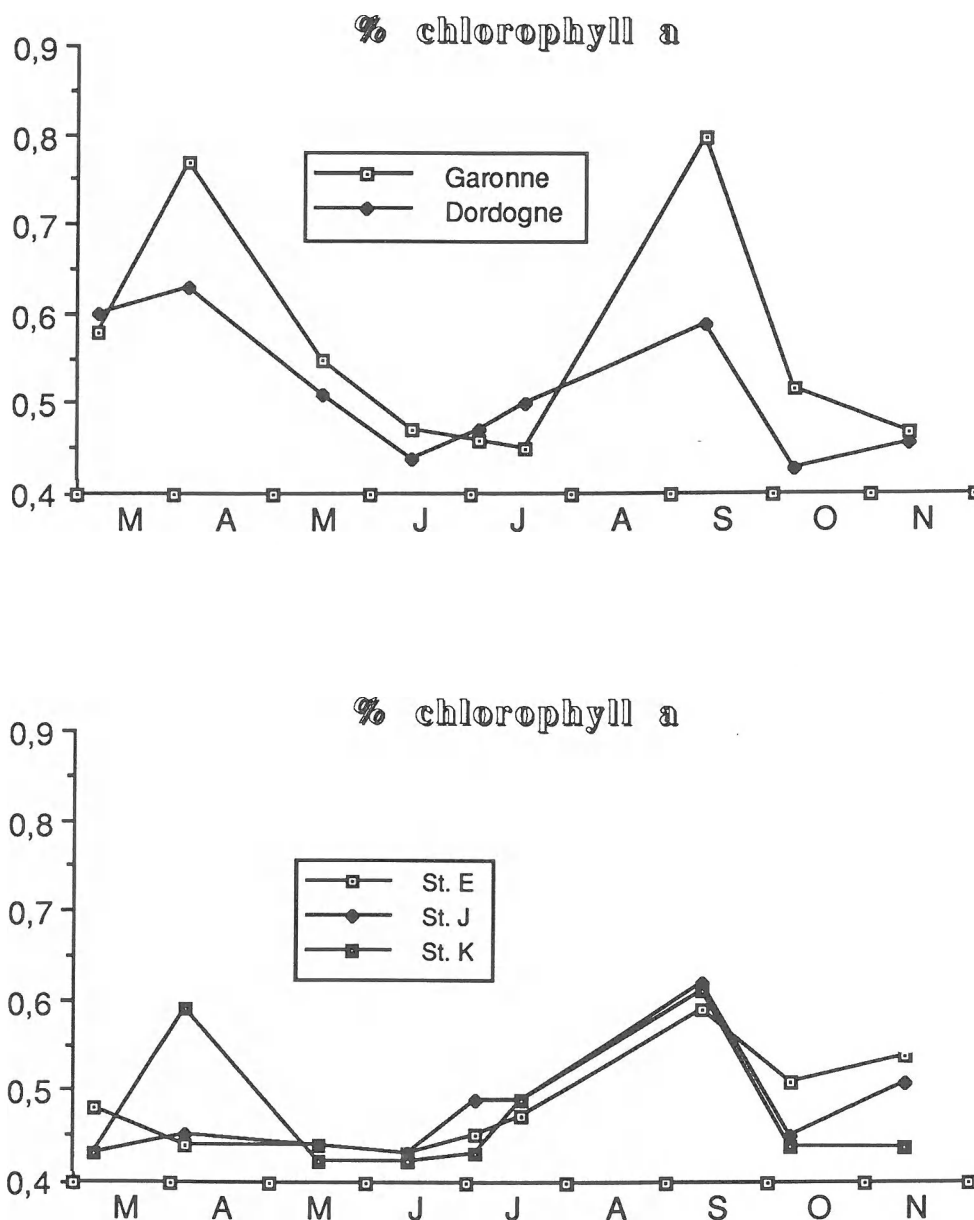 % chlorophyll a
0,9
0,8
0,7
0,6
0,5
0,4
Garonne
Dordogne
M A M J J A S O N
% chlorophyll a
0,9
0,8
0,7
0,6
0,5
0,4
St. E
St. J
St. K
M A M J J A S O N